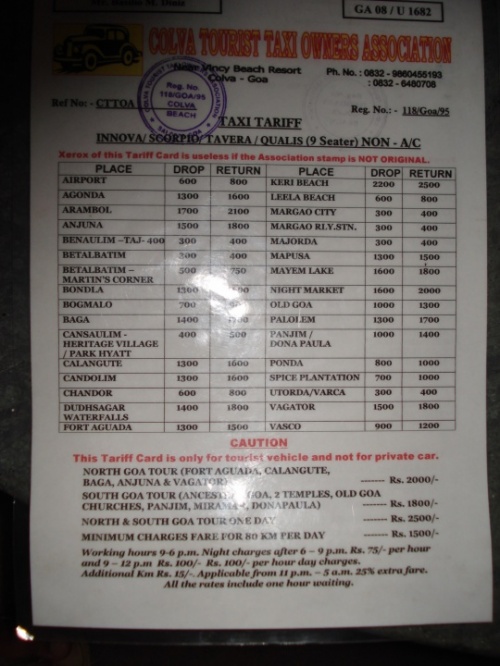 GA 08 / U 1682
COLVA TOURIST TAXI OWNERS ASSOCIATION
Near Vincy Beach Resort
Colva - Goa
Ph. No. : 0832 - 9860455193
: 0832 - 6480708
COLVA TOURIST TAXI
Reg. No.
118/GOA/95
COLVA
BEACH
Ref No: - CTTOA
Reg. No.: - 118/Goa/95
TAXI TARIFF
INNOVA/ SCORPIO/ TAVERA / QUALIS (9 Seater) NON - A/C
Xerox of this Tariff Card is useless if the Association stamp is NOT ORIGINAL.
PLACE DROP RETURN PLACE DROP RETURN
AIRPORT 600 800 KERI BEACH 2200 2500
AGONDA 1300 1600 LEELA BEACH 600 800
ARAMBOL 1700 2100 MARGAO CITY 300 400
ANJUNA 1500 1800 MARGAO RLY.STN. 300 400
BENAULIM –TAJ- 400 300 400 MAJORDA 300 400
BETALBATIM 300 400 MAPUSA 1300 1500
BETALBATIM – MARTIN'S CORNER 500 750 MAYEM LAKE 1600 1800
BONDLA NIGHT MARKET 1600 2000
BOGMALO 700 OLD GOA 1000 1300
BAGA 1400 PALOLEM 1300 1700
CANSAULIM - HERITAGE VILLAGE / PARK HYATT 400 500 PANJIM / DONA PAULA 1000 1400
CALANGUTE 1300 1600 PONDA 800 1000
CANDOLIM 1300 1600 SPICE PLANTATION 700 1000
CHANDOR 600 800 UTORDA/VARCA 300 400
DUDHSAGAR WATERFALLS 1400 1800 VAGATOR 1500 1800
FORT AGUADA 1300 1500 VASCO 900 1200
CAUTION
This Tariff Card is only for tourist vehicle and not for private car.
NORTH GOA TOUR (FORT AGUADA, CALANGUTE,
BAGA, ANJUNA & VAGATOR) ------- Rs. 2000/-
SOUTH GOA TOUR (ANCESTRAL GOA, 2 TEMPLES, OLD GOA
CHURCHES, PANJIM, MIRAMAR, DONAPAULA) ------- Rs. 1800/-
NORTH & SOUTH GOA TOUR ONE DAY ------- Rs. 2500/-
MINIMUM CHARGES FARE FOR 80 KM PER DAY ------- Rs. 1500/-
Working hours 9-6 p.m. Night charges after 6 – 9 p.m. Rs. 75/- per hour
and 9 – 12 p.m Rs. 100/- Rs. 100/- per hour day charges.
Additional Km Rs. 15/-. Applicable from 11 p.m. – 5 a.m. 25% extra fare.
All the rates include one hour waiting.